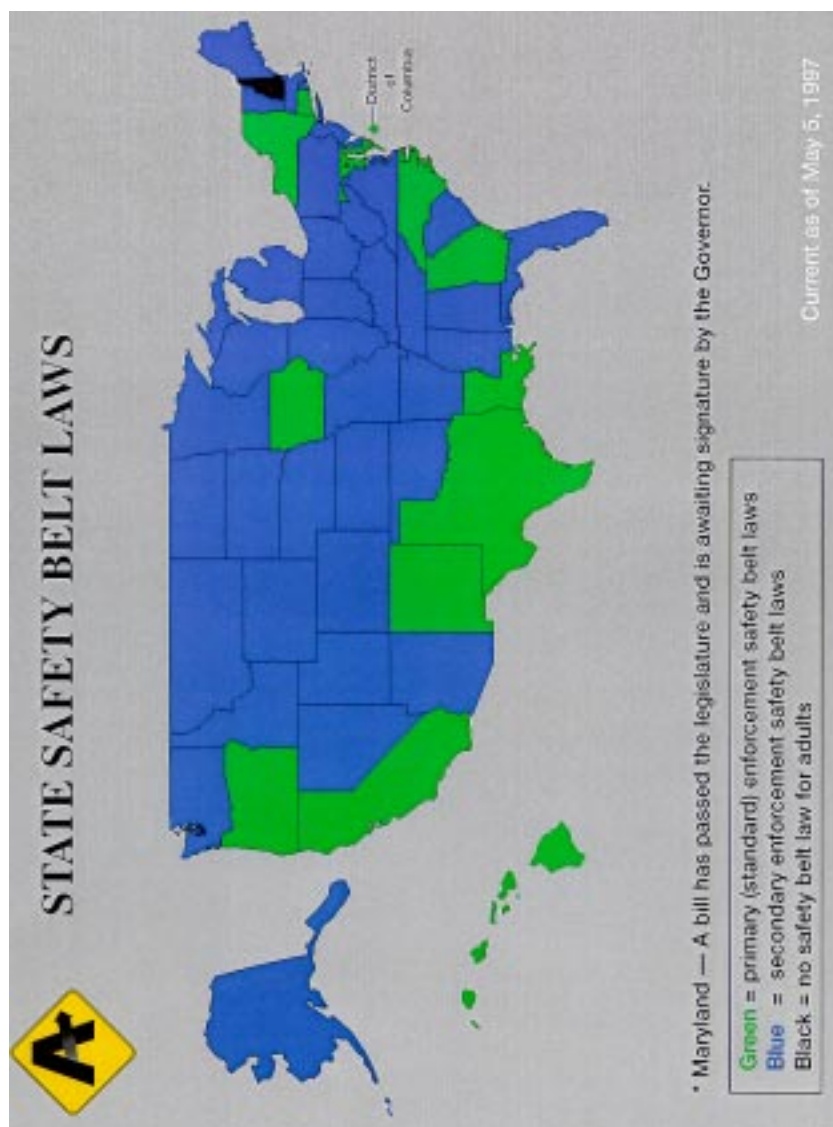 STATE SAFETY BELT LAWS
A+
District
of
Columbia
* Maryland — A bill has passed the legislature and is awaiting signature by the Governor.
Green = primary (standard) enforcement safety belt laws
Blue = secondary enforcement safety belt laws
Black = no safety belt law for adults
Current as of May 5, 1997